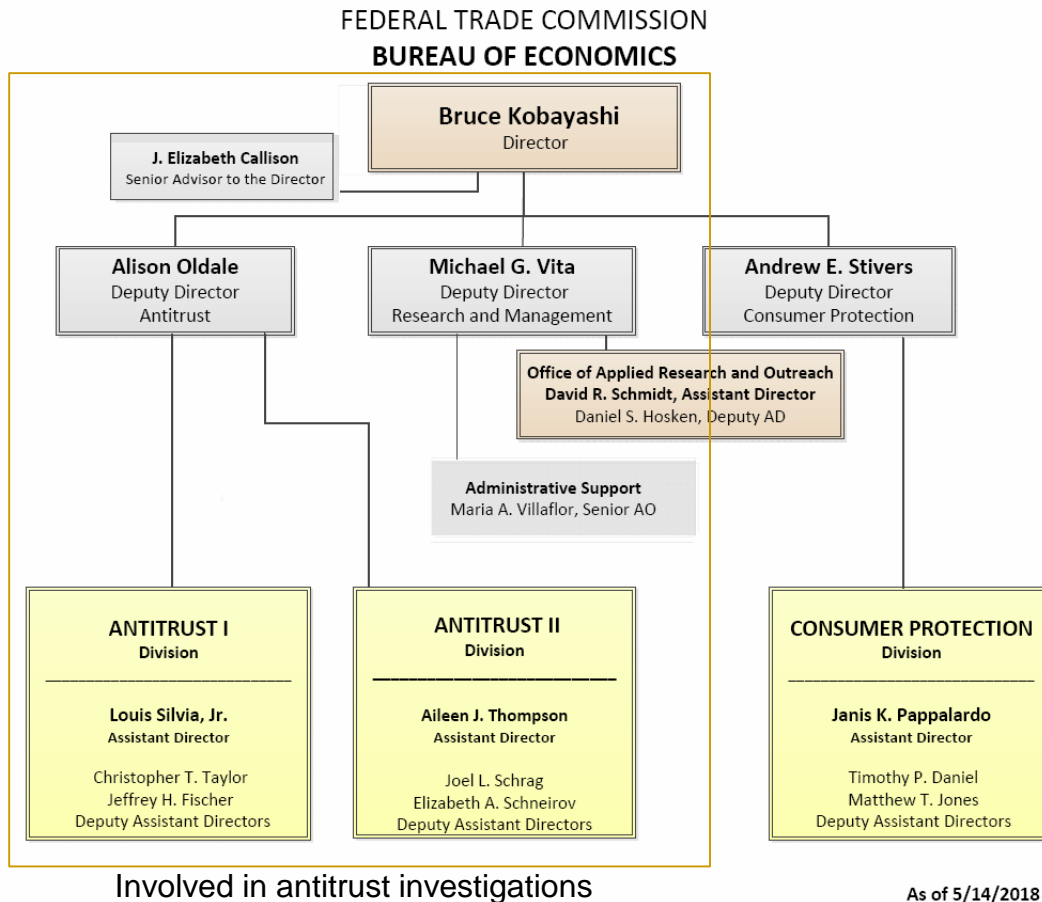 FEDERAL TRADE COMMISSION
BUREAU OF ECONOMICS
Bruce Kobayashi
Director
J. Elizabeth Callison
Senior Advisor to the Director
Alison Oldale
Deputy Director
Antitrust
Michael G. Vita
Deputy Director
Research and Management
Andrew E. Stivers
Deputy Director
Consumer Protection
Office of Applied Research and Outreach
David R. Schmidt, Assistant Director
Daniel S. Hosken, Deputy AD
Administrative Support
Maria A. Villaflor, Senior AO
ANTITRUST I
Division
Louis Silvia, Jr.
Assistant Director
Christopher T. Taylor
Jeffrey H. Fischer
Deputy Assistant Directors
ANTITRUST II
Division
Aileen J. Thompson
Assistant Director
Joel L. Schrag
Elizabeth A. Schneirov
Deputy Assistant Directors
CONSUMER PROTECTION
Division
Janis K. Pappalardo
Assistant Director
Timothy P. Daniel
Matthew T. Jones
Deputy Assistant Directors
Involved in antitrust investigations
As of 5/14/2018